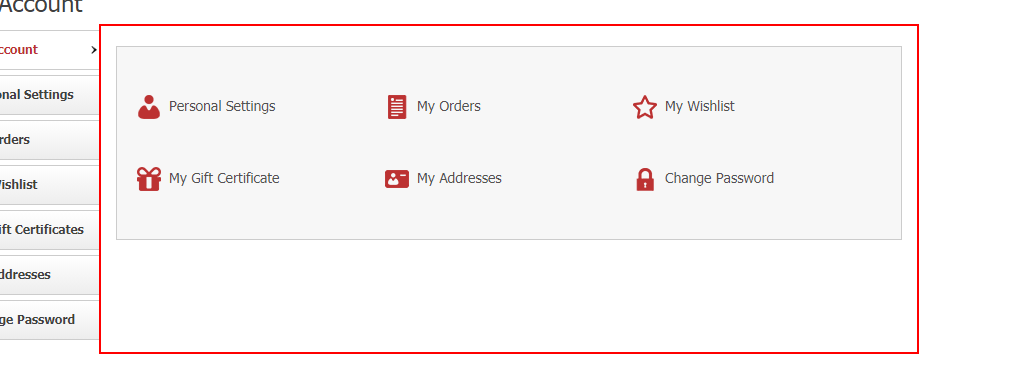 Account
ccount
onal Settings
rders
ishlist
ift Certificates
ddresses
ge Password
Personal Settings
My Orders
My Wishlist
My Gift Certificate
My Addresses
Change Password